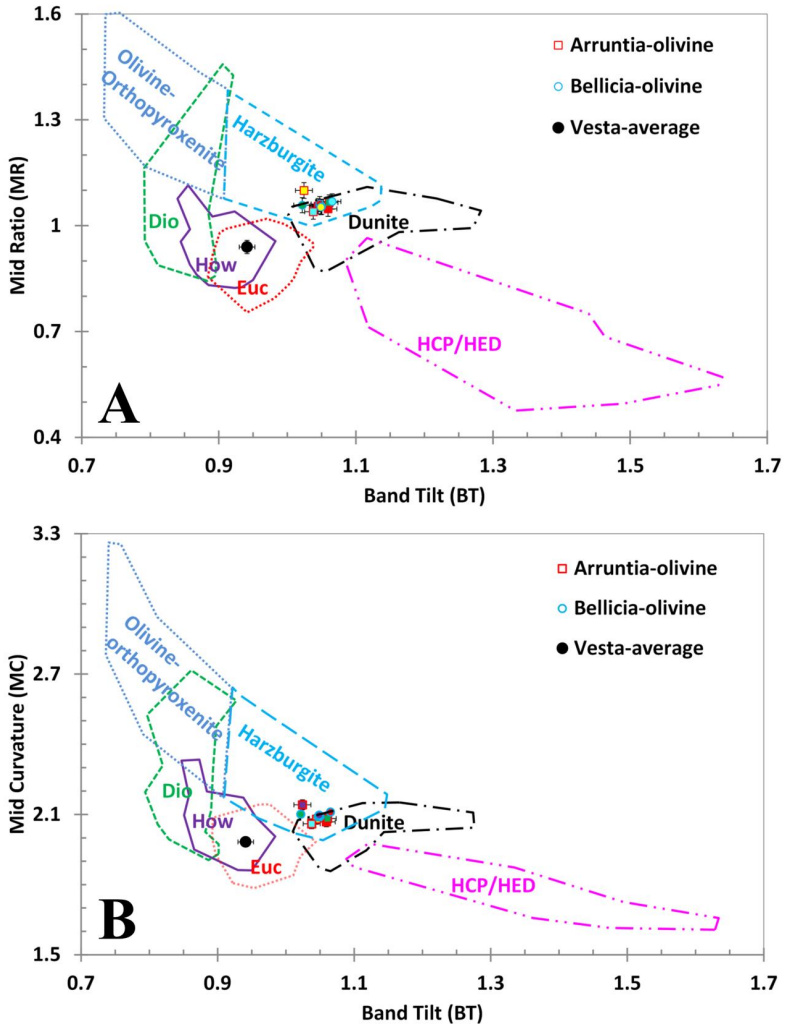 1.6
1.3
1
0.7
0.4
Mid Ratio (MR)
Arruntia-olivine
Bellicia-olivine
Vesta-average
Olivine-
Orthopyroxenite
Harzburgite
Dio
How
Euc
Dunite
HCP/HED
A
0.7 0.9 1.1 1.3 1.5 1.7
Band Tilt (BT)
3.3
2.7
2.1
1.5
Mid Curvature (MC)
Arruntia-olivine
Bellicia-olivine
Vesta-average
Olivine-
orthopyroxenite
Harzburgite
Dio
How
Euc
Dunite
HCP/HED
B
0.7 0.9 1.1 1.3 1.5 1.7
Band Tilt (BT)